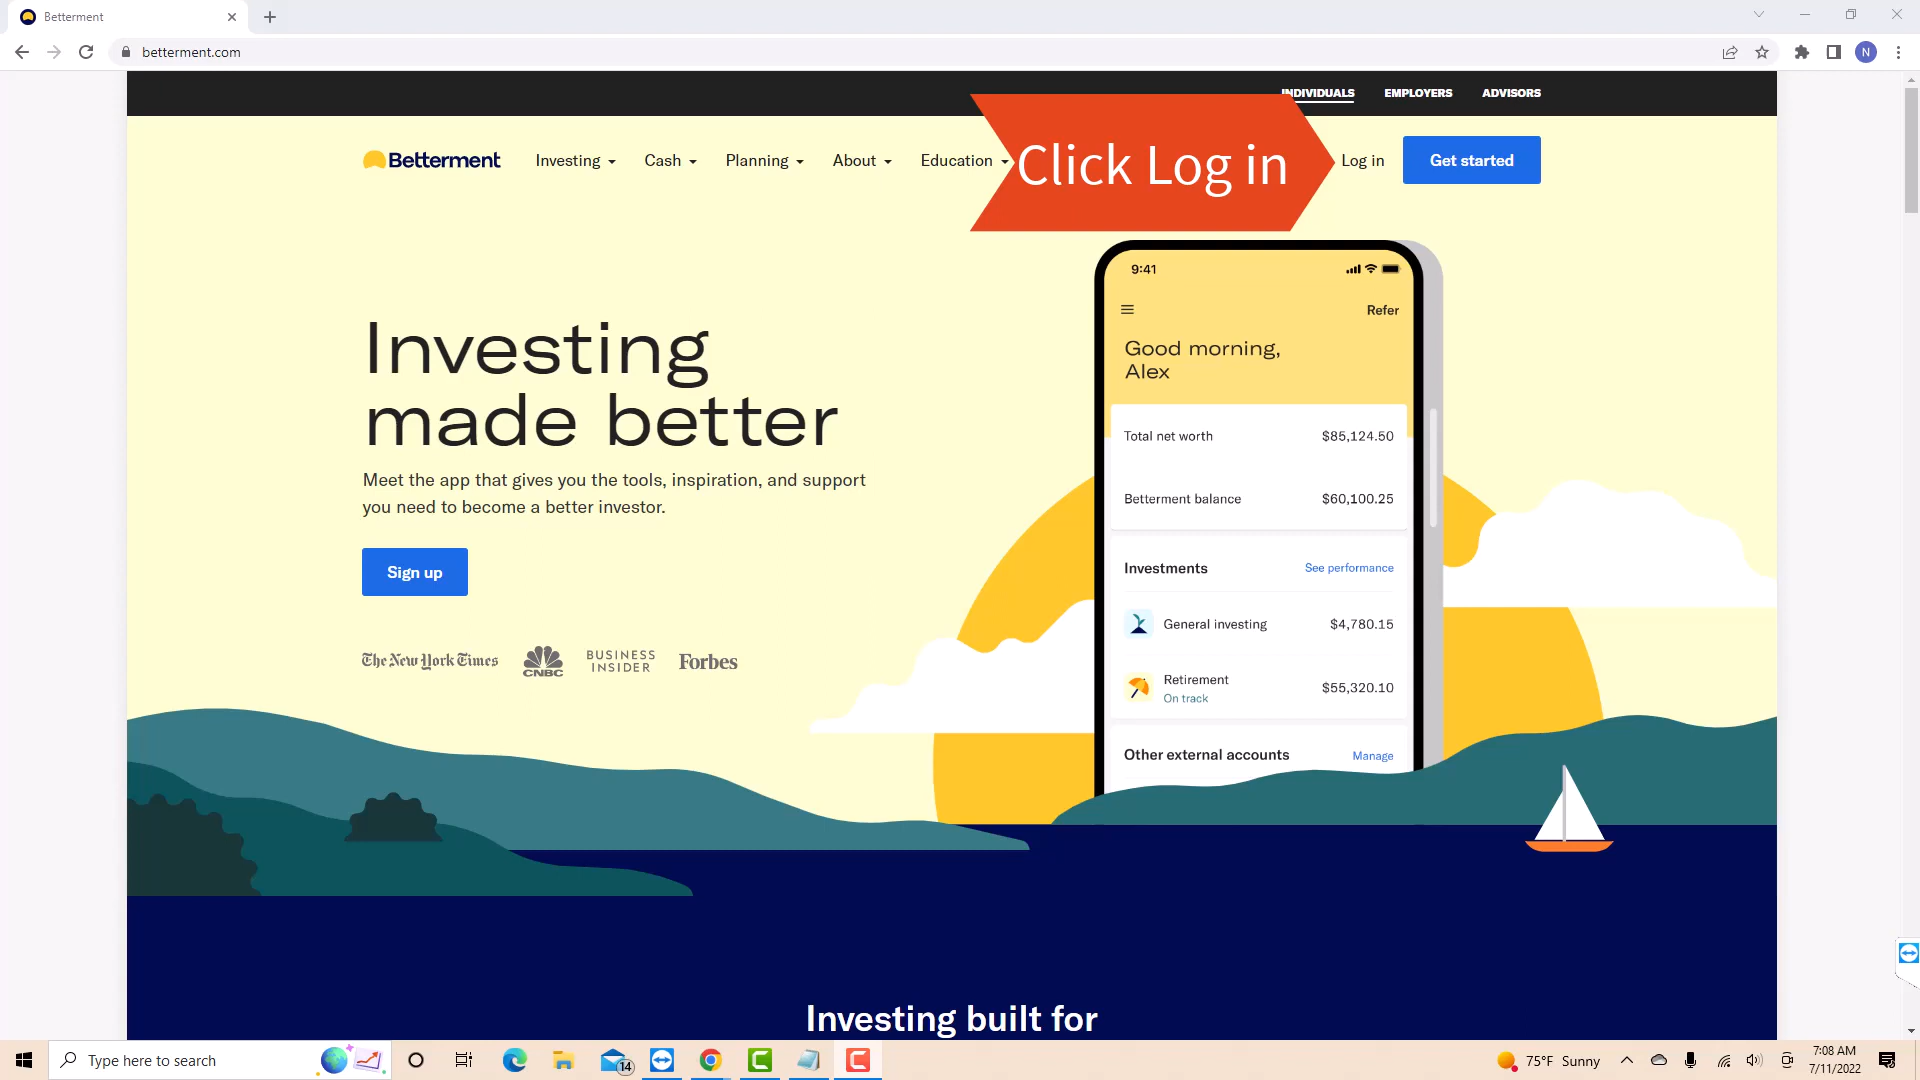 Betterment
betterment.com
N
INDIVIDUALS
EMPLOYERS
ADVISORS
Betterment
Investing
Cash
Planning
About
Education
Click Log in
Log in
Get started
Investing
made better
Meet the app that gives you the tools, inspiration, and support
you need to become a better investor.
Sign up
The New York Times
CNBC
BUSINESS
INSIDER
Forbes
9:41
Refer
Good morning,
Alex
Total net worth $85,124.50
Betterment balance $60,100.25
Investments See performance
General investing $4,780.15
Retirement $55,320.10
On track
Other external accounts Manage
Investing built for
Type here to search
14
75°F Sunny
7:08 AM
7/11/2022